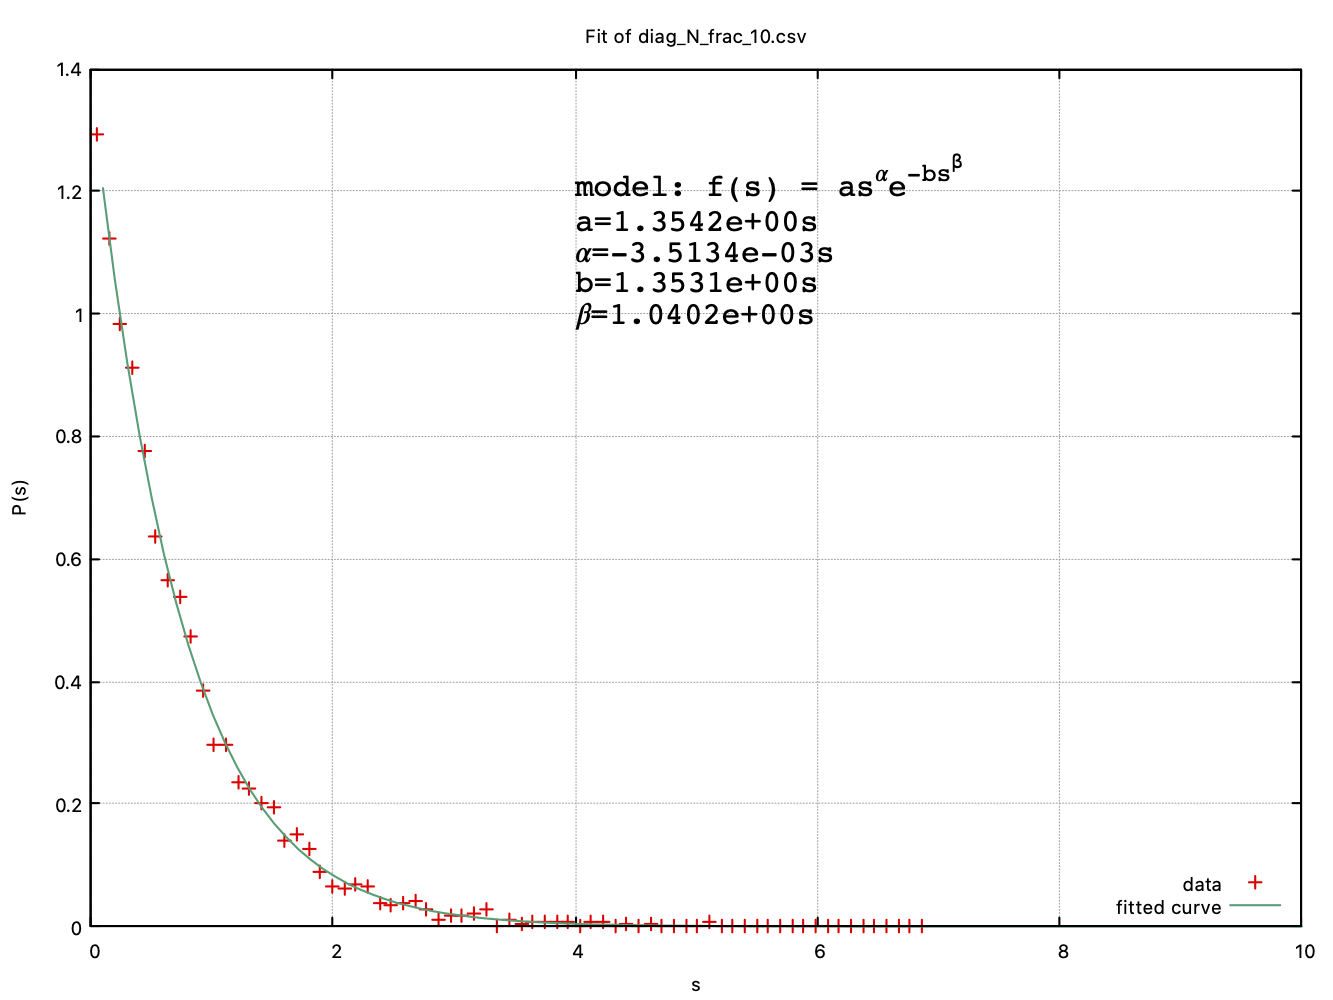 Fit of diag_N_frac_10.csv
1.4
1.2
1
0.8
0.6
0.4
0.2
0
P(s)
model: f(s) = as^αe^-bs^β
a=1.3542e+00s
α=-3.5134e-03s
b=1.3531e+00s
β=1.0402e+00s
data
fitted curve
0 2 4 6 8 10
s